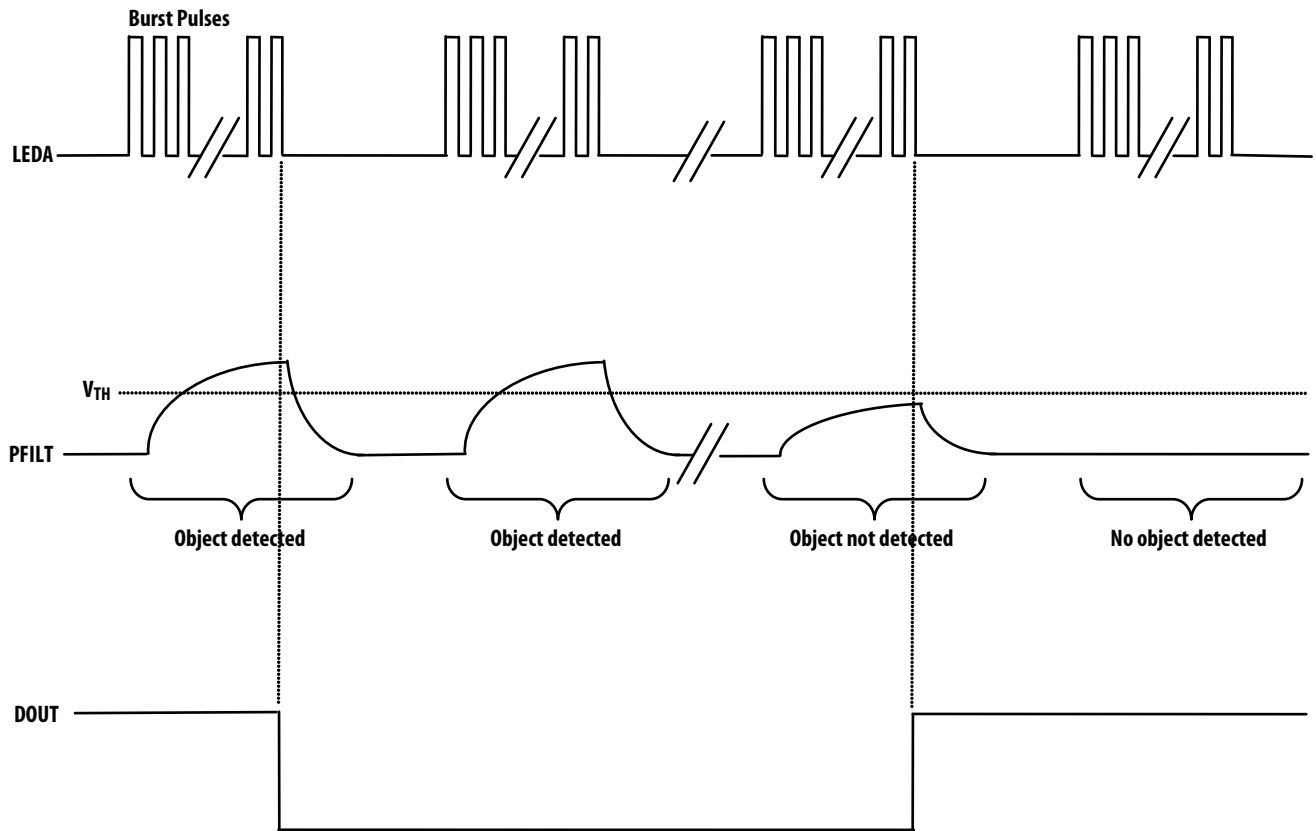 Burst Pulses
LEDA
VTH
PFILT
Object detected
Object detected
Object not detected
No object detected
DOUT